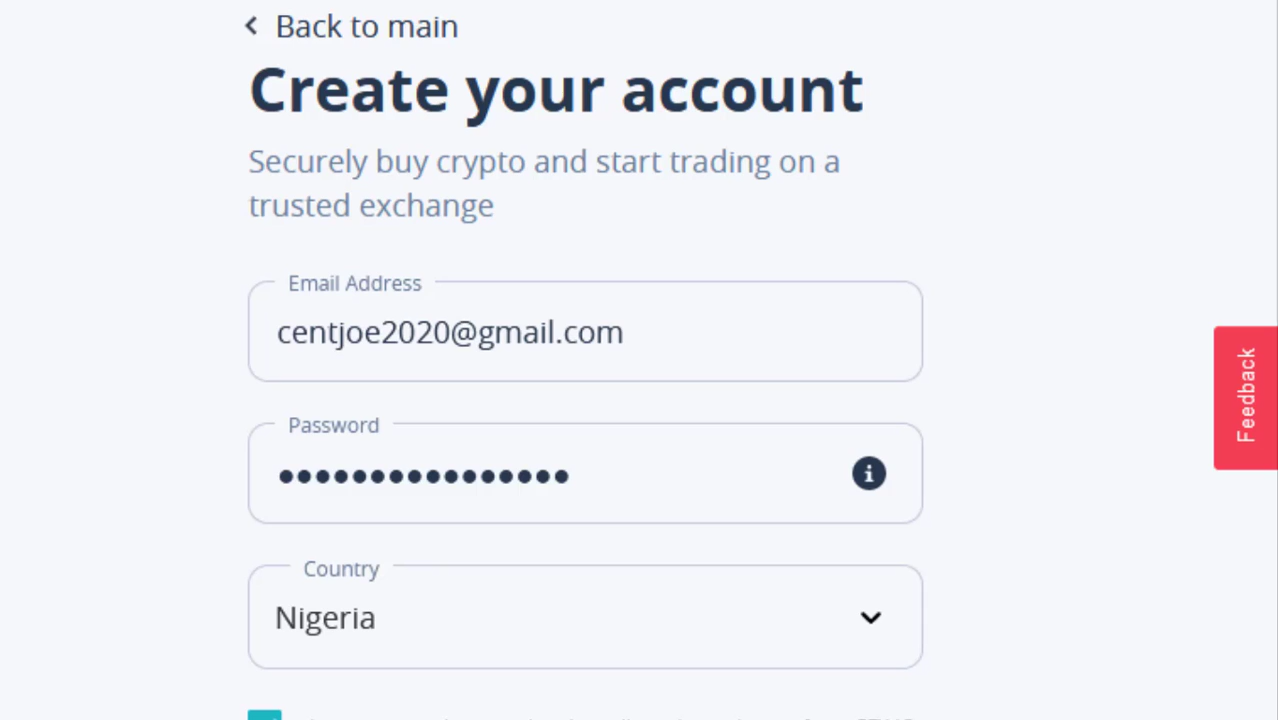 Back to main
Create your account
Securely buy crypto and start trading on a
trusted exchange
Email Address
centjoe2020@gmail.com
Password
Feedback
Country
Nigeria